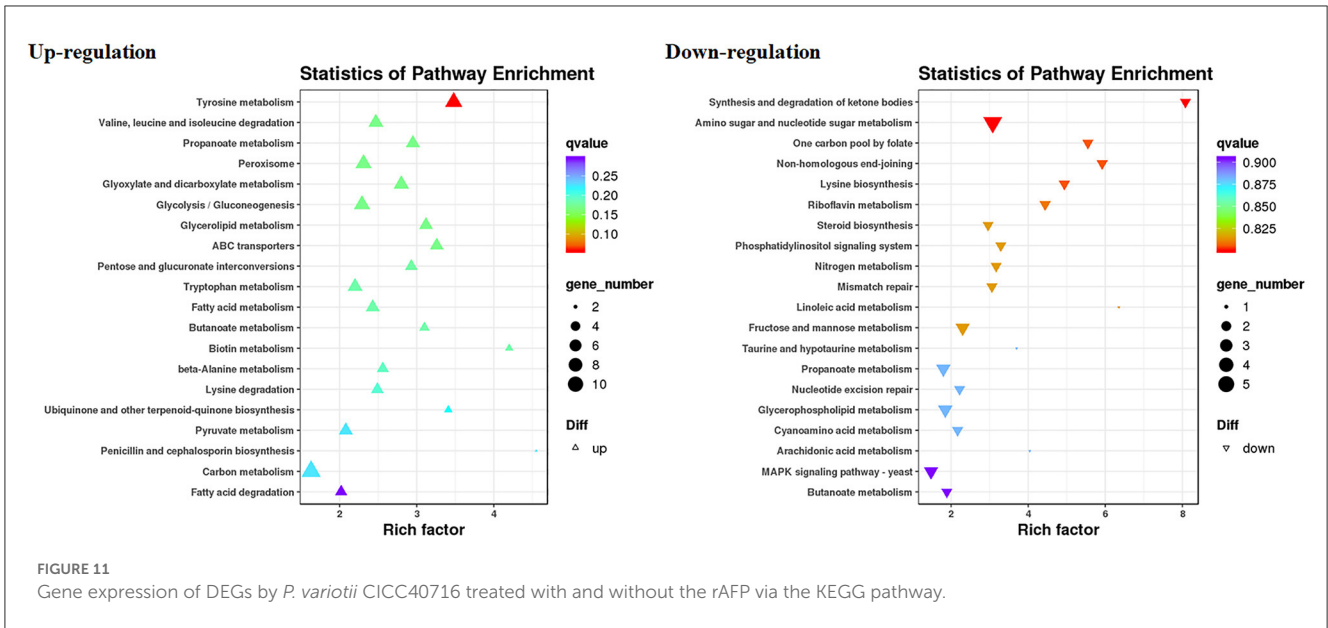 Up-regulation
Statistics of Pathway Enrichment
Tyrosine metabolism
Valine, leucine and isoleucine degradation
Propanoate metabolism
Peroxisome
Glyoxylate and dicarboxylate metabolism
Glycolysis / Gluconeogenesis
Glycerolipid metabolism
ABC transporters
Pentose and glucuronate interconversions
Tryptophan metabolism
Fatty acid metabolism
Butanoate metabolism
Biotin metabolism
beta-Alanine metabolism
Lysine degradation
Ubiquinone and other terpenoid-quinone biosynthesis
Pyruvate metabolism
Penicillin and cephalosporin biosynthesis
Carbon metabolism
Fatty acid degradation
2 3 4
Rich factor
qvalue
0.25
0.20
0.15
0.10
gene_number
2
4
6
8
10
Diff
up
Down-regulation
Statistics of Pathway Enrichment
Synthesis and degradation of ketone bodies
Amino sugar and nucleotide sugar metabolism
One carbon pool by folate
Non-homologous end-joining
Lysine biosynthesis
Riboflavin metabolism
Steroid biosynthesis
Phosphatidylinositol signaling system
Nitrogen metabolism
Mismatch repair
Linoleic acid metabolism
Fructose and mannose metabolism
Taurine and hypotaurine metabolism
Propanoate metabolism
Nucleotide excision repair
Glycerophospholipid metabolism
Cyanoamino acid metabolism
Arachidonic acid metabolism
MAPK signaling pathway - yeast
Butanoate metabolism
2 4 6 8
Rich factor
qvalue
0.900
0.875
0.850
0.825
gene_number
1
2
3
4
5
Diff
down
FIGURE 11
Gene expression of DEGs by P. variotii CICC40716 treated with and without the rAFP via the KEGG pathway.